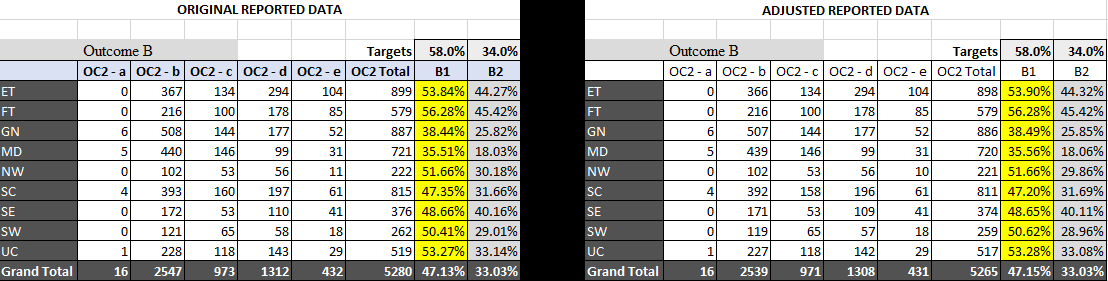 ORIGINAL REPORTED DATA ADJUSTED REPORTED DATA
Outcome B Targets 58.0% 34.0% Outcome B Targets 58.0% 34.0%
OC2 - a OC2 - b OC2 - c OC2 - d OC2 - e OC2 Total B1 B2 OC2 - a OC2 - b OC2 - c OC2 - d OC2 - e OC2 Total B1 B2
ET 0 367 134 294 104 899 53.84% 44.27% ET 0 366 134 294 104 898 53.90% 44.32%
FT 0 216 100 178 85 579 56.28% 45.42% FT 0 216 100 178 85 579 56.28% 45.42%
GN 6 508 144 177 52 887 38.44% 25.82% GN 6 507 144 177 52 886 38.49% 25.85%
MD 5 440 146 99 31 721 35.51% 18.03% MD 5 439 146 99 31 720 35.56% 18.06%
NW 0 102 53 56 11 222 51.66% 30.18% NW 0 102 53 56 10 221 51.66% 29.86%
SC 4 393 160 197 61 815 47.35% 31.66% SC 4 392 158 196 61 811 47.20% 31.69%
SE 0 172 53 110 41 376 48.66% 40.16% SE 0 171 53 109 41 374 48.65% 40.11%
SW 0 121 65 58 18 262 50.41% 29.01% SW 0 119 65 57 18 259 50.62% 28.96%
UC 1 228 118 143 29 519 53.27% 33.14% UC 1 227 118 142 29 517 53.28% 33.08%
Grand Total 16 2547 973 1312 432 5280 47.13% 33.03% Grand Total 16 2539 971 1308 431 5265 47.15% 33.03%